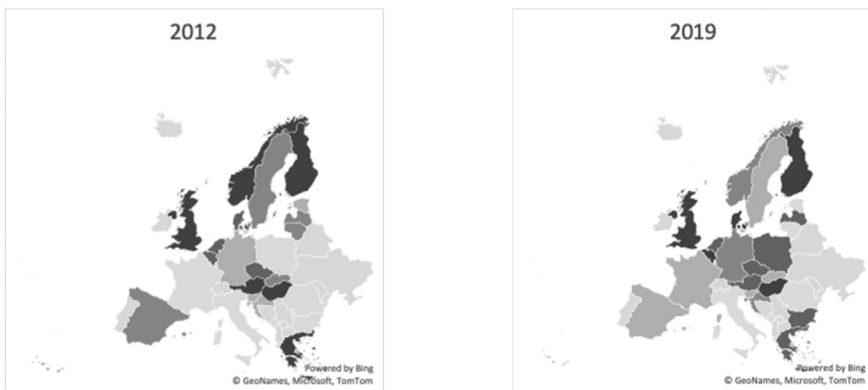 2012
Powered by Bing
© GeoNames, Microsoft, TomTom
2019
Powered by Bing
© GeoNames, Microsoft, TomTom